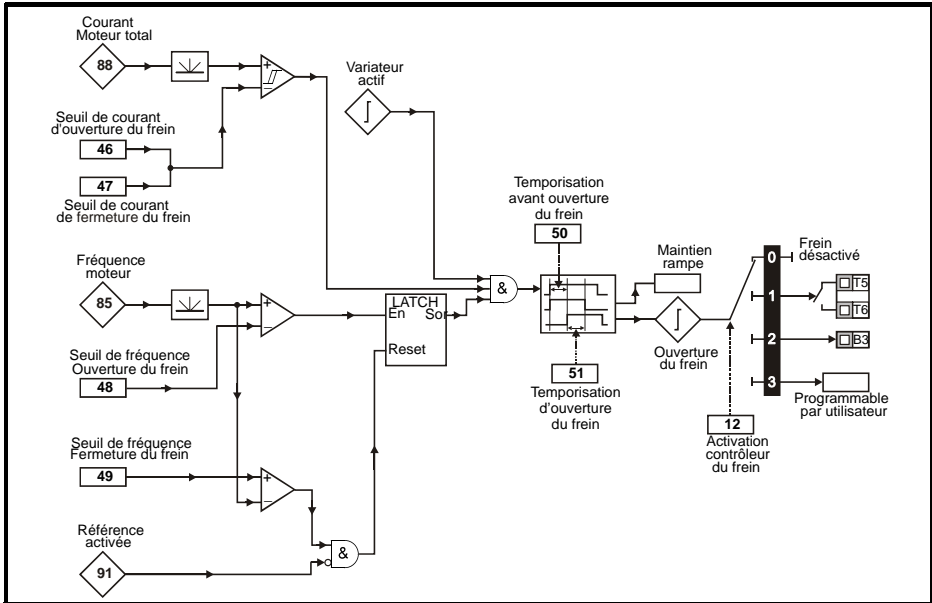 Courant
Moteur total
88
Seuil de courant
d'ouverture du frein
46
47
Seuil de courant
de fermeture du frein
Variateur
actif
Fréquence
moteur
85
Seuil de fréquence
Ouverture du frein
48
Seuil de fréquence
Fermeture du frein
49
Référence
activée
91
&
LATCH
En
Sor
Reset
&
Temporisation
avant ouverture
du frein
50
51
Temporisation
d'ouverture
du frein
Maintien
rampe
Ouverture
du frein
12
Activation
contrôleur
du frein
0
Frein
désactivé
1
T5
T6
2
B3
3
Programmable
par utilisateur